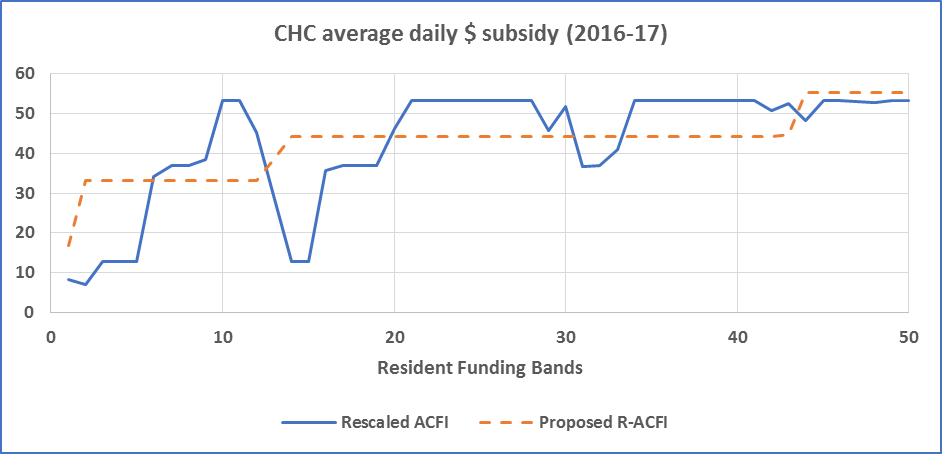 CHC average daily $ subsidy (2016-17)
60
50
40
30
20
10
0
0 10 20 30 40 50
Resident Funding Bands
Rescaled ACFI Proposed R-ACFI